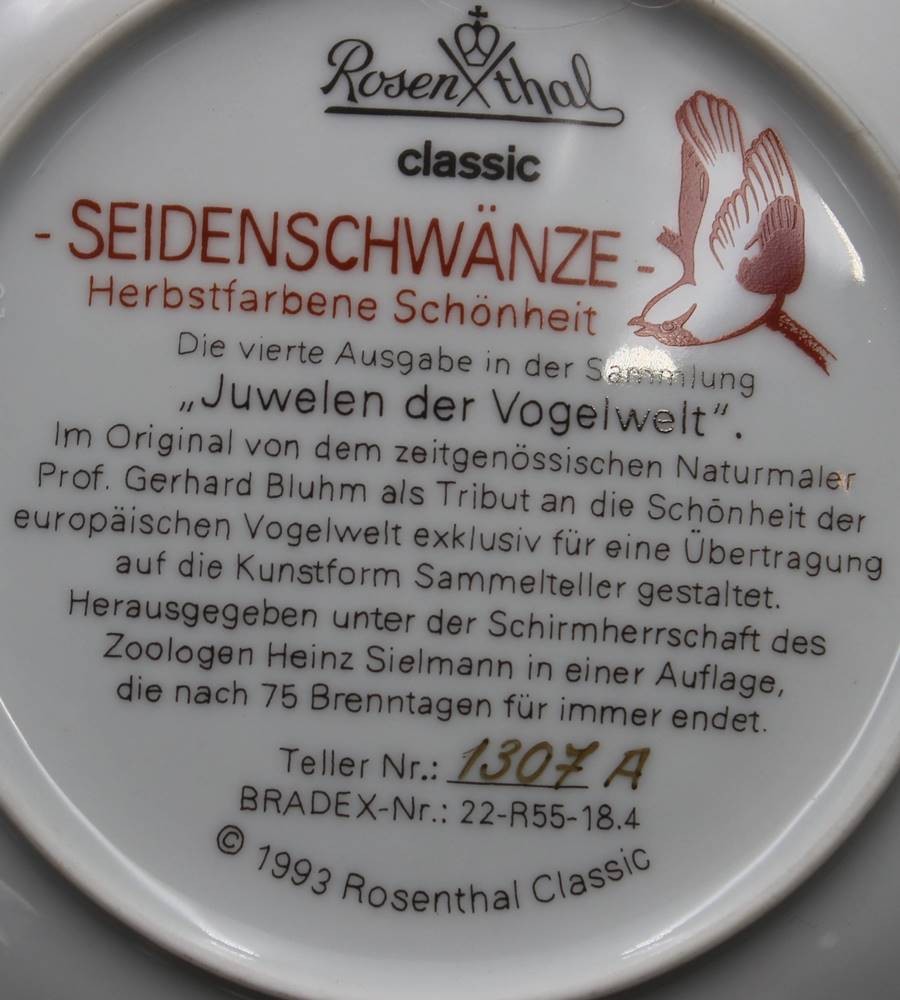 Rosenthal
classic
- SEIDENSCHWÄNZE -
Herbstfarbene Schönheit
Die vierte Ausgabe in der Sammlung
„Juwelen der Vogelwelt“.
Im Original von dem zeitgenössischen Naturmaler
Prof. Gerhard Bluhm als Tribut an die Schönheit der
europäischen Vogelwelt exklusiv für eine Übertragung
auf die Kunstform Sammelteller gestaltet.
Herausgegeben unter der Schirmherrschaft des
Zoologen Heinz Sielmann in einer Auflage,
die nach 75 Brenntagen für immer endet.
Teller Nr.: 1307 A
BRADEX-Nr.: 22-R55-18.4
© 1993 Rosenthal Classic